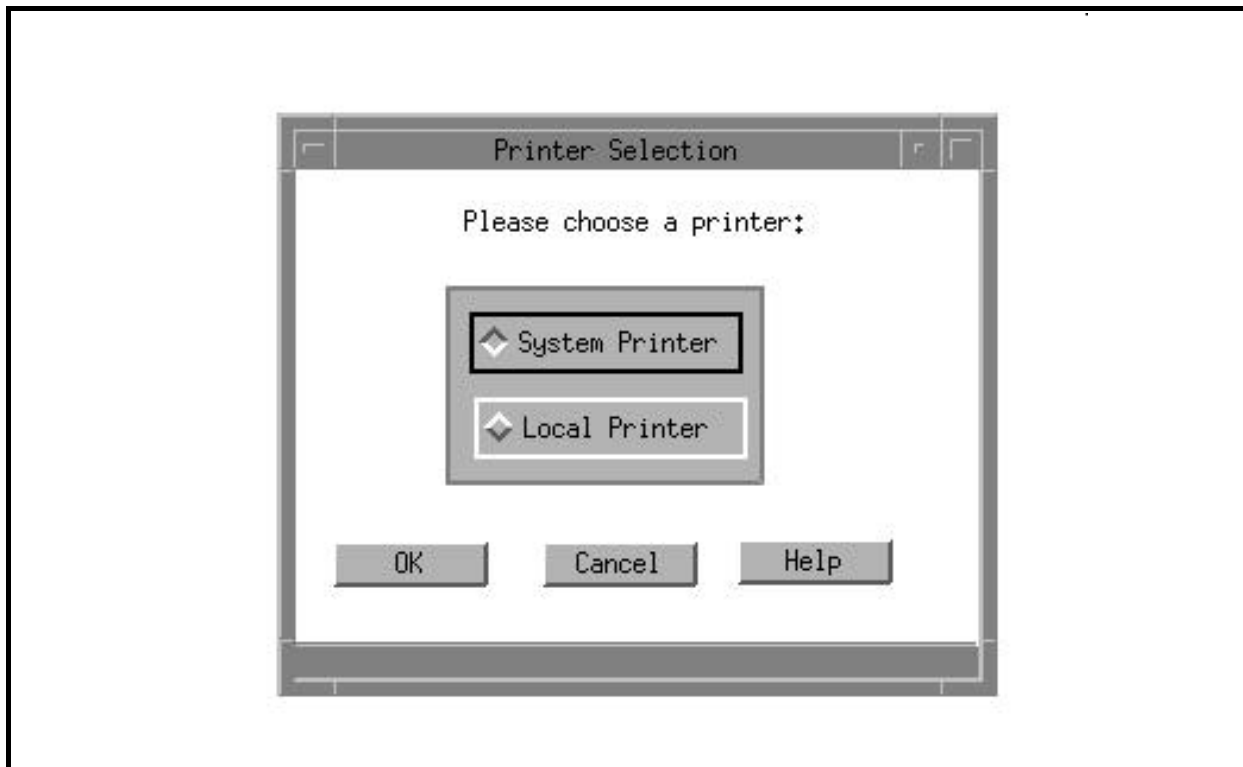 Printer Selection
Please choose a printer:
System Printer
Local Printer
OK
Cancel
Help